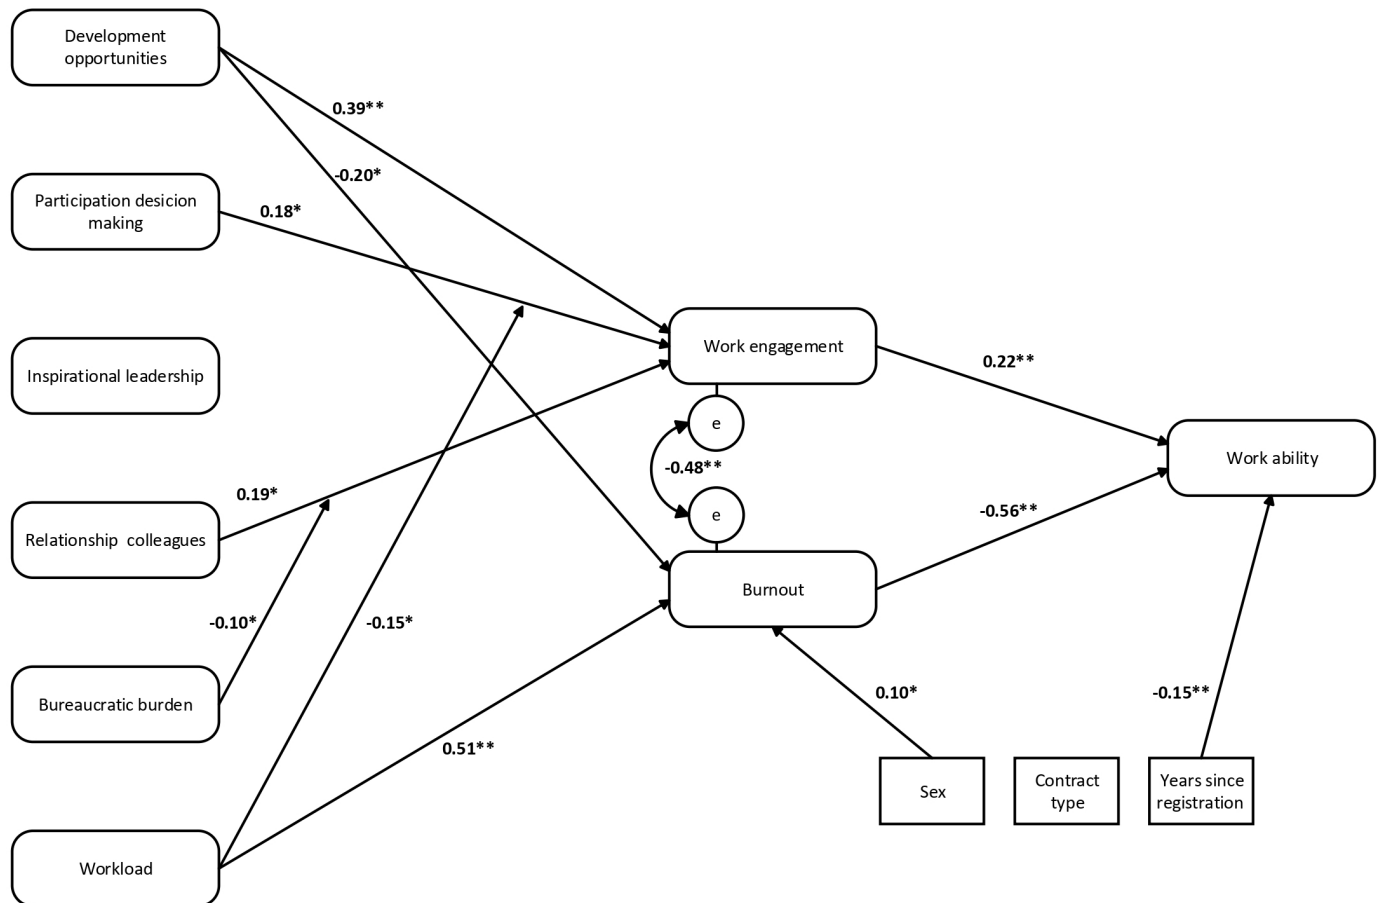 Development
opportunities
0.39**
-0.20*
Participation desicion
making
0.18*
Inspirational leadership
Work engagement
0.22**
e
-0.48**
e
Work ability
0.19*
Relationship  colleagues
-0.56**
Burnout
-0.10*
-0.15*
Bureaucratic burden
0.10*
-0.15**
0.51**
Sex
Contract
type
Years since
registration
Workload